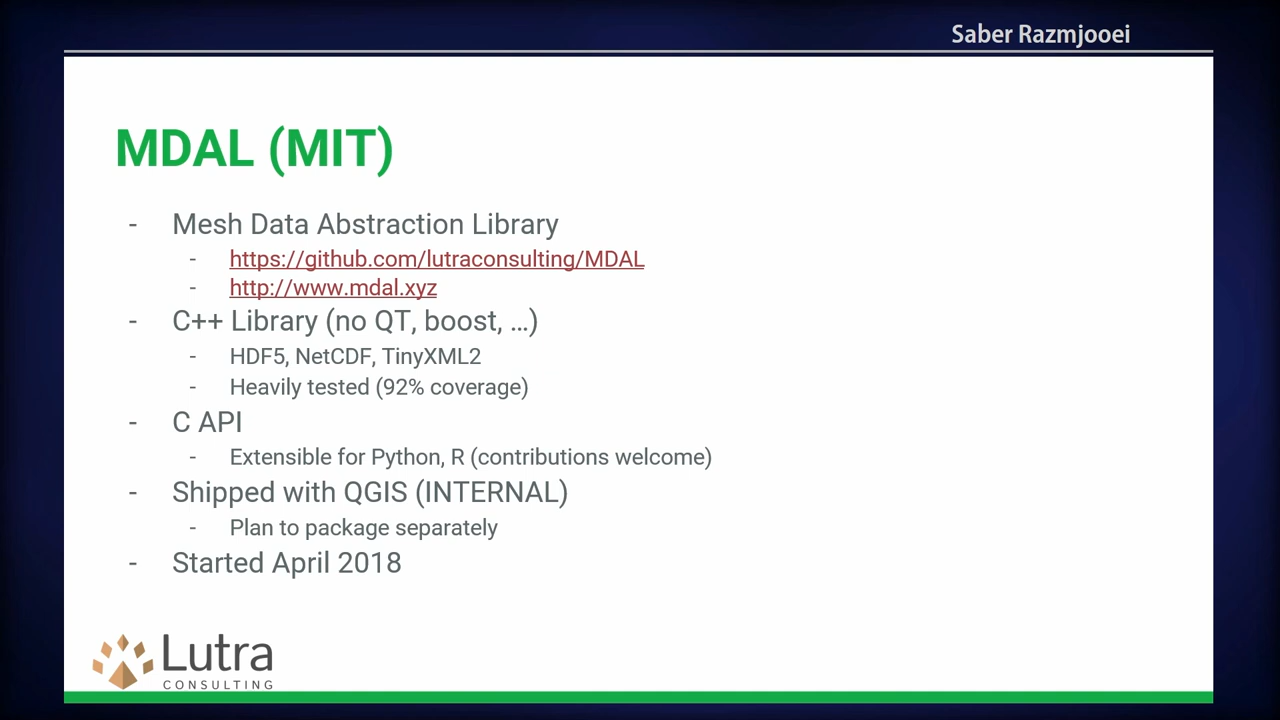 Saber Razmjooei
MDAL (MIT)
- Mesh Data Abstraction Library
- https://github.com/lutraconsulting/MDAL
- http://www.mdal.xyz
- C++ Library (no QT, boost, …)
- HDF5, NetCDF, TinyXML2
- Heavily tested (92% coverage)
- C API
- Extensible for Python, R (contributions welcome)
- Shipped with QGIS (INTERNAL)
- Plan to package separately
- Started April 2018
Lutra
CONSULTING